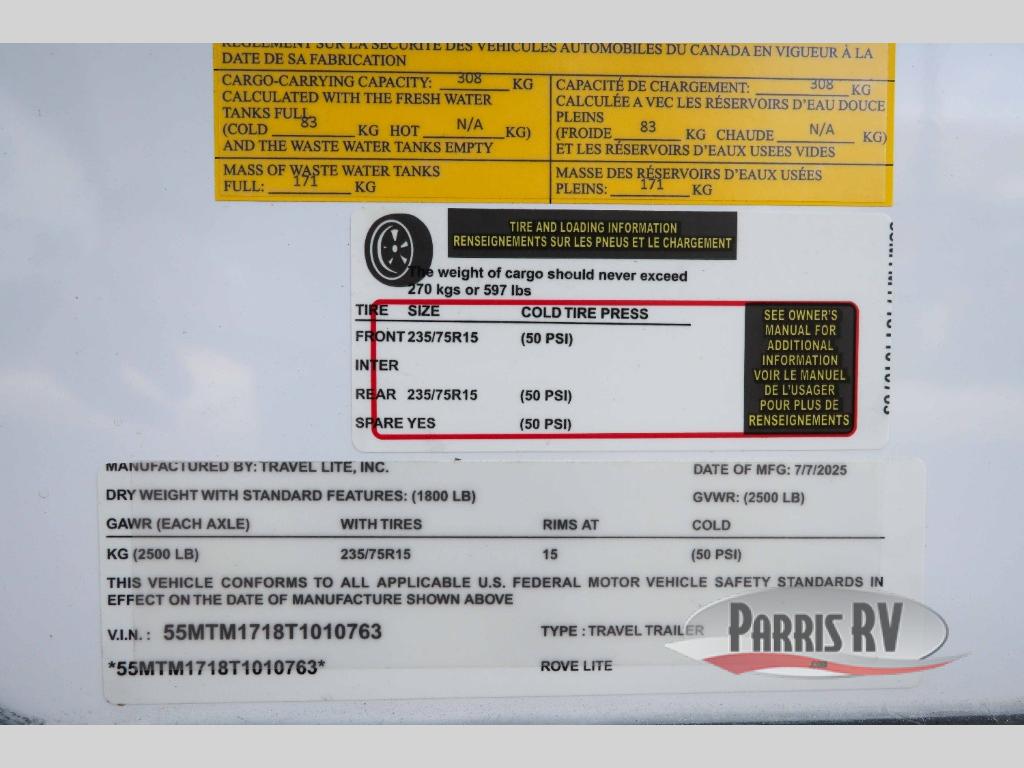 RÈGLEMENT SUR LA SÉCURITÉ DES VÉHICULES AUTOMOBILES DU CANADA EN VIGUEUR À LA
DATE DE SA FABRICATION
CARGO-CARRYING CAPACITY: 308 KG
CALCULATED WITH THE FRESH WATER
TANKS FULL
(COLD 83 KG HOT N/A KG)
AND THE WASTE WATER TANKS EMPTY
MASS OF WASTE WATER TANKS
FULL: 171 KG
CAPACITÉ DE CHARGEMENT: 308 KG
CALCULÉE A VEC LES RÉSERVOIRS D'EAU DOUCE
PLEINS
(FROIDE 83 KG CHAUDE N/A KG)
ET LES RÉSERVOIRS D'EAUX USEES VIDES
MASSE DES RÉSERVOIRS D'EAUX USÉES
PLEINS: 171 KG
TIRE AND LOADING INFORMATION
RENSEIGNEMENTS SUR LES PNEUS ET LE CHARGEMENT
The weight of cargo should never exceed
270 kgs or 597 lbs
TIRE SIZE COLD TIRE PRESS
FRONT 235/75R15 (50 PSI)
INTER
REAR 235/75R15 (50 PSI)
SPARE YES (50 PSI)
SEE OWNER'S
MANUAL FOR
ADDITIONAL
INFORMATION
VOIR LE MANUEL
DE L'USAGER
POUR PLUS DE
RENSEIGNEMENTS
MANUFACTURED BY: TRAVEL LITE, INC. DATE OF MFG: 7/7/2025
DRY WEIGHT WITH STANDARD FEATURES: (1800 LB) GVWR: (2500 LB)
GAWR (EACH AXLE) WITH TIRES RIMS AT COLD
KG (2500 LB) 235/75R15 15 (50 PSI)
THIS VEHICLE CONFORMS TO ALL APPLICABLE U.S. FEDERAL MOTOR VEHICLE SAFETY STANDARDS IN
EFFECT ON THE DATE OF MANUFACTURE SHOWN ABOVE
V.I.N. : 55MTM1718T1010763 TYPE : TRAVEL TRAILER
*55MTM1718T1010763* ROVE LITE
PARRIS RV
.com